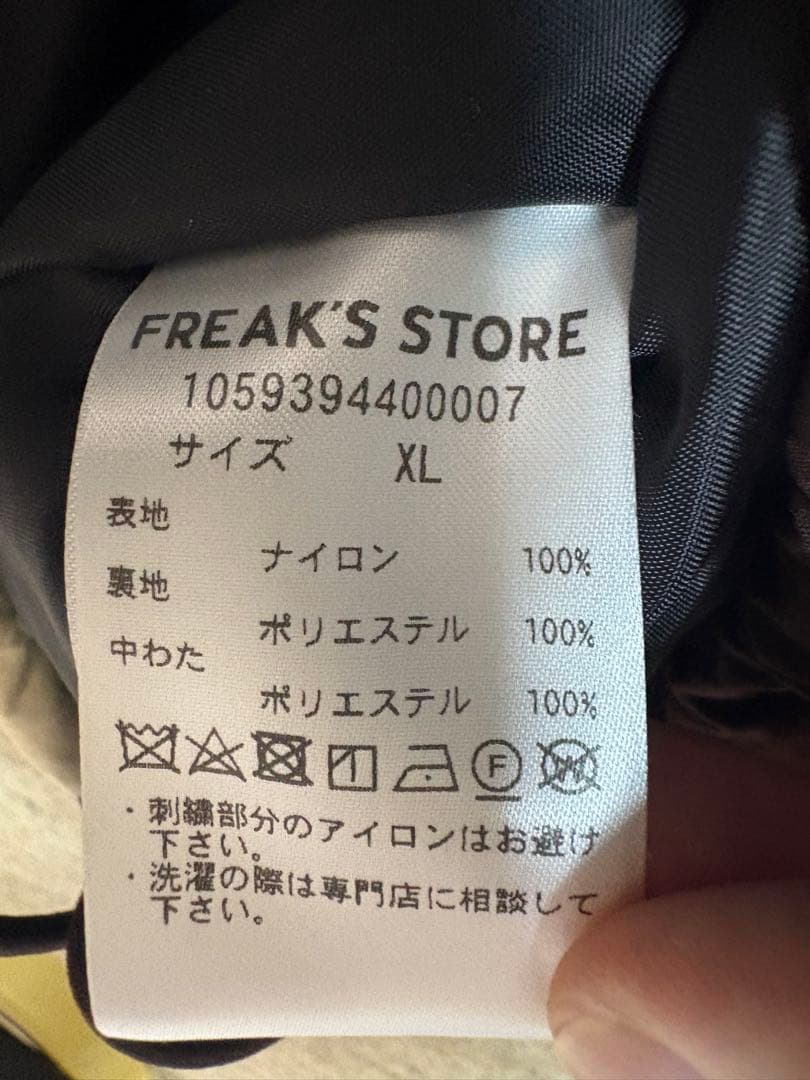 FREAK'S STORE
1059394400007
サイズ XL
表地
ナイロン 100%
裏地
ポリエステル 100%
中わた
ポリエステル 100%
F W
・刺繍部分のアイロンはお避け
下さい。
・洗濯の際は専門店に相談して
下さい。